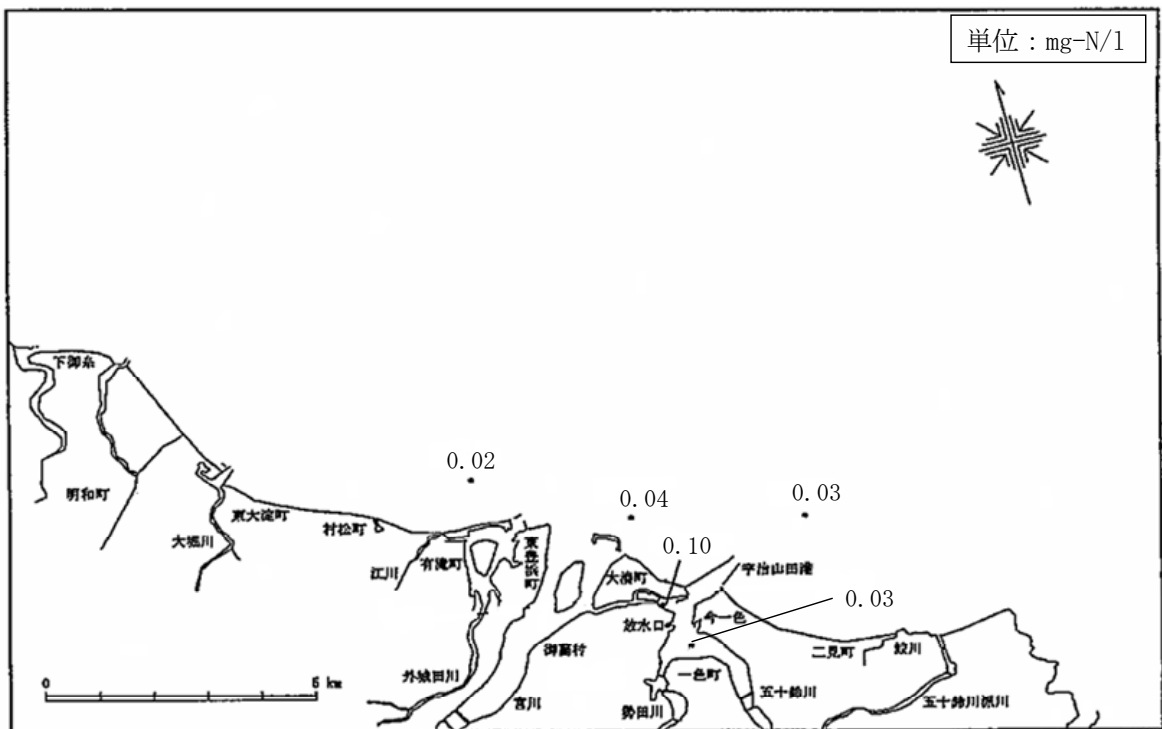 単位：mg-N/l
下御糸
0.02
明和町
0.04
0.03
東大淀町
村松町
大堀川
0.10
江川
有滝町
東豊浜町
大湊町
宇治山田港
0.03
放水口
今一色
御薗村
二見町
鮫川
外城田川
一色町
五十鈴川
五十鈴川派川
0
5 km
宮川
勢田川